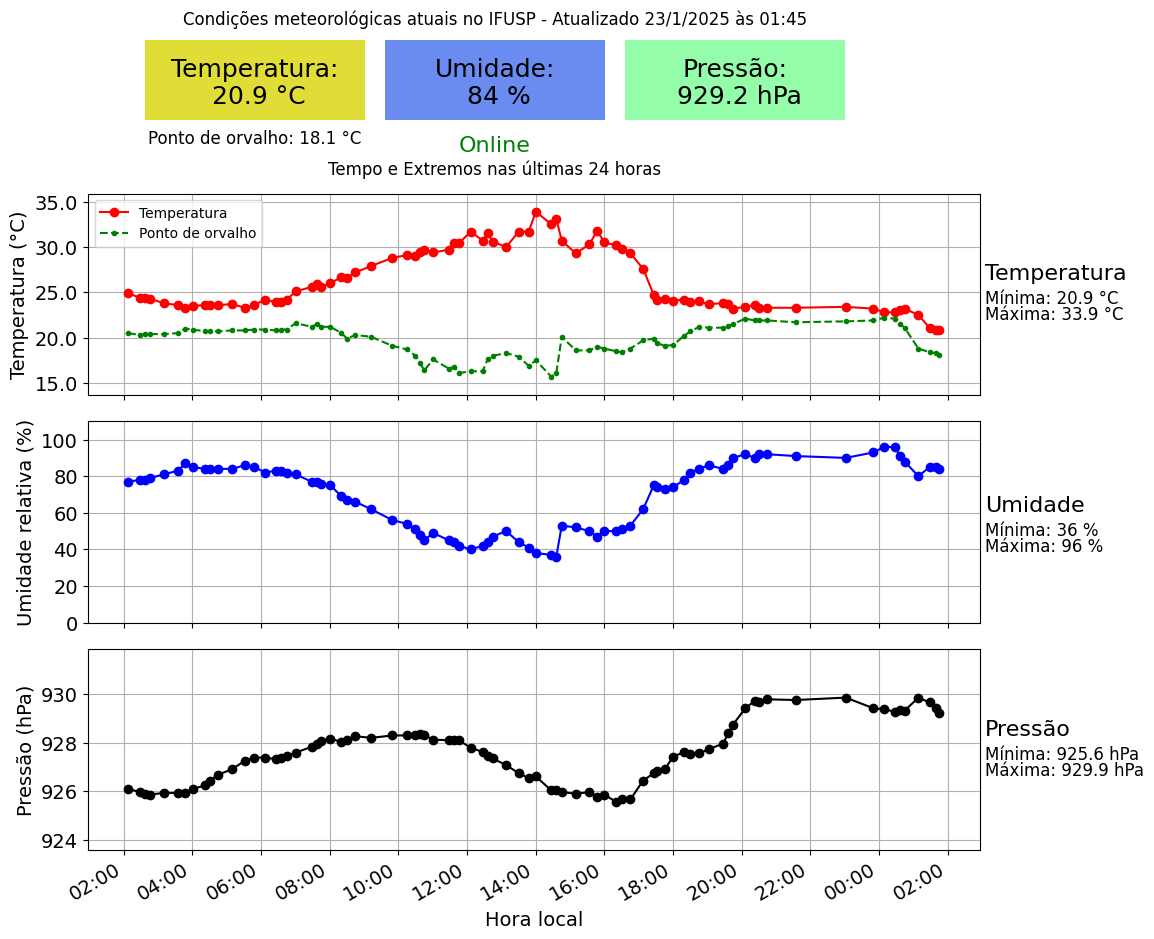 Condições meteorológicas atuais no IFUSP - Atualizado 23/1/2025 às 01:45
Temperatura:
20.9 °C
Umidade:
84 %
Pressão:
929.2 hPa
Ponto de orvalho: 18.1 °C
Online
Tempo e Extremos nas últimas 24 horas
Temperatura (°C)
35.0
30.0
25.0
20.0
15.0
Temperatura
Ponto de orvalho
Temperatura
Mínima: 20.9 °C
Máxima: 33.9 °C
Umidade relativa (%)
100
80
60
40
20
0
Umidade
Mínima: 36 %
Máxima: 96 %
Pressão (hPa)
930
928
926
924
Pressão
Mínima: 925.6 hPa
Máxima: 929.9 hPa
02:00 04:00 06:00 08:00 10:00 12:00 14:00 16:00 18:00 20:00 22:00 00:00 02:00
Hora local